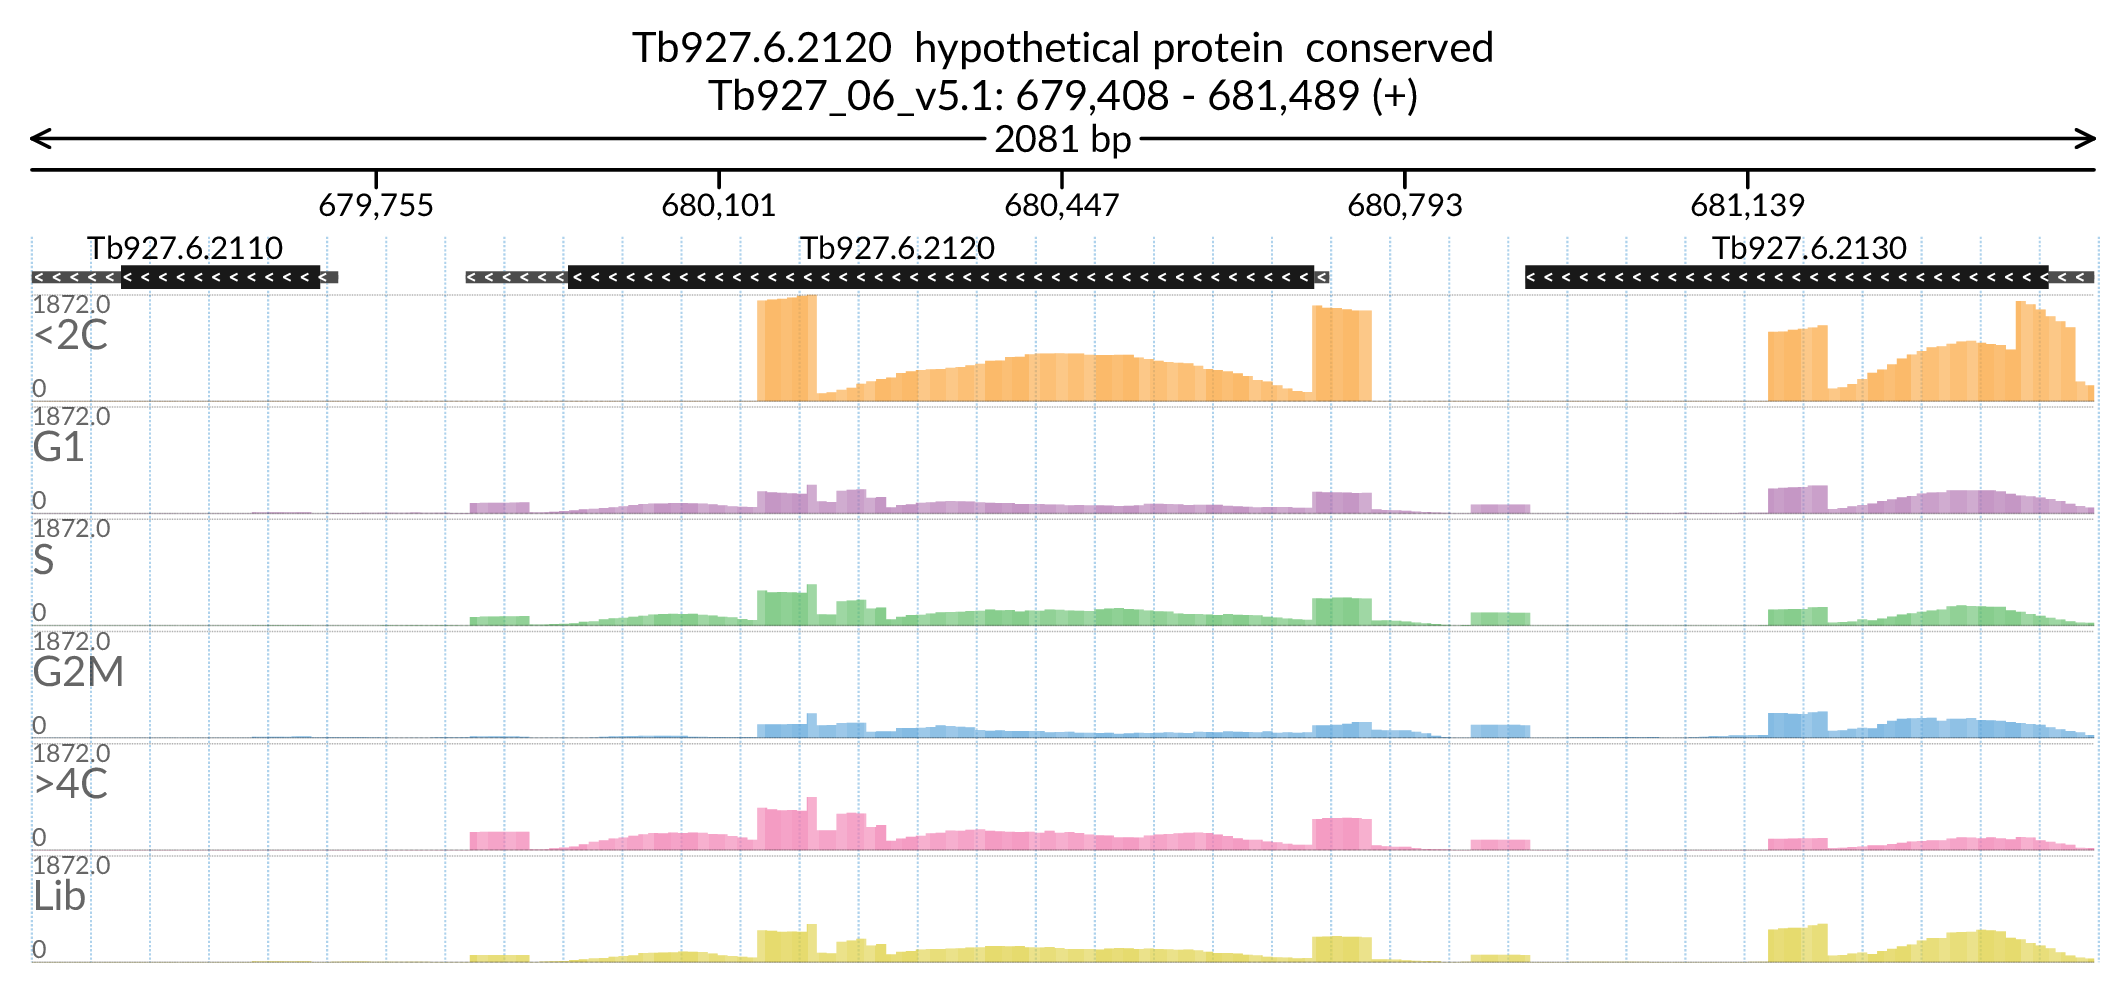 Tb927.6.2120  hypothetical protein  conserved
Tb927_06_v5.1: 679,408 - 681,489 (+)
2081 bp
679,755 680,101 680,447 680,793 681,139
Tb927.6.2110 Tb927.6.2120 Tb927.6.2130
1872.0
<2C
0
1872.0
G1
0
1872.0
S
0
1872.0
G2M
0
1872.0
>4C
0
1872.0
Lib
0